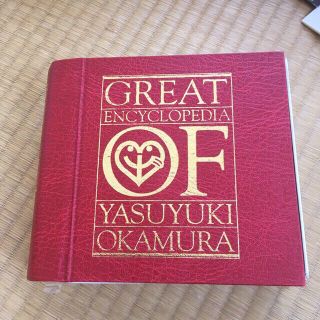 GREAT
ENCYCLOPEDIA
OF
YASUYUKI
OKAMURA